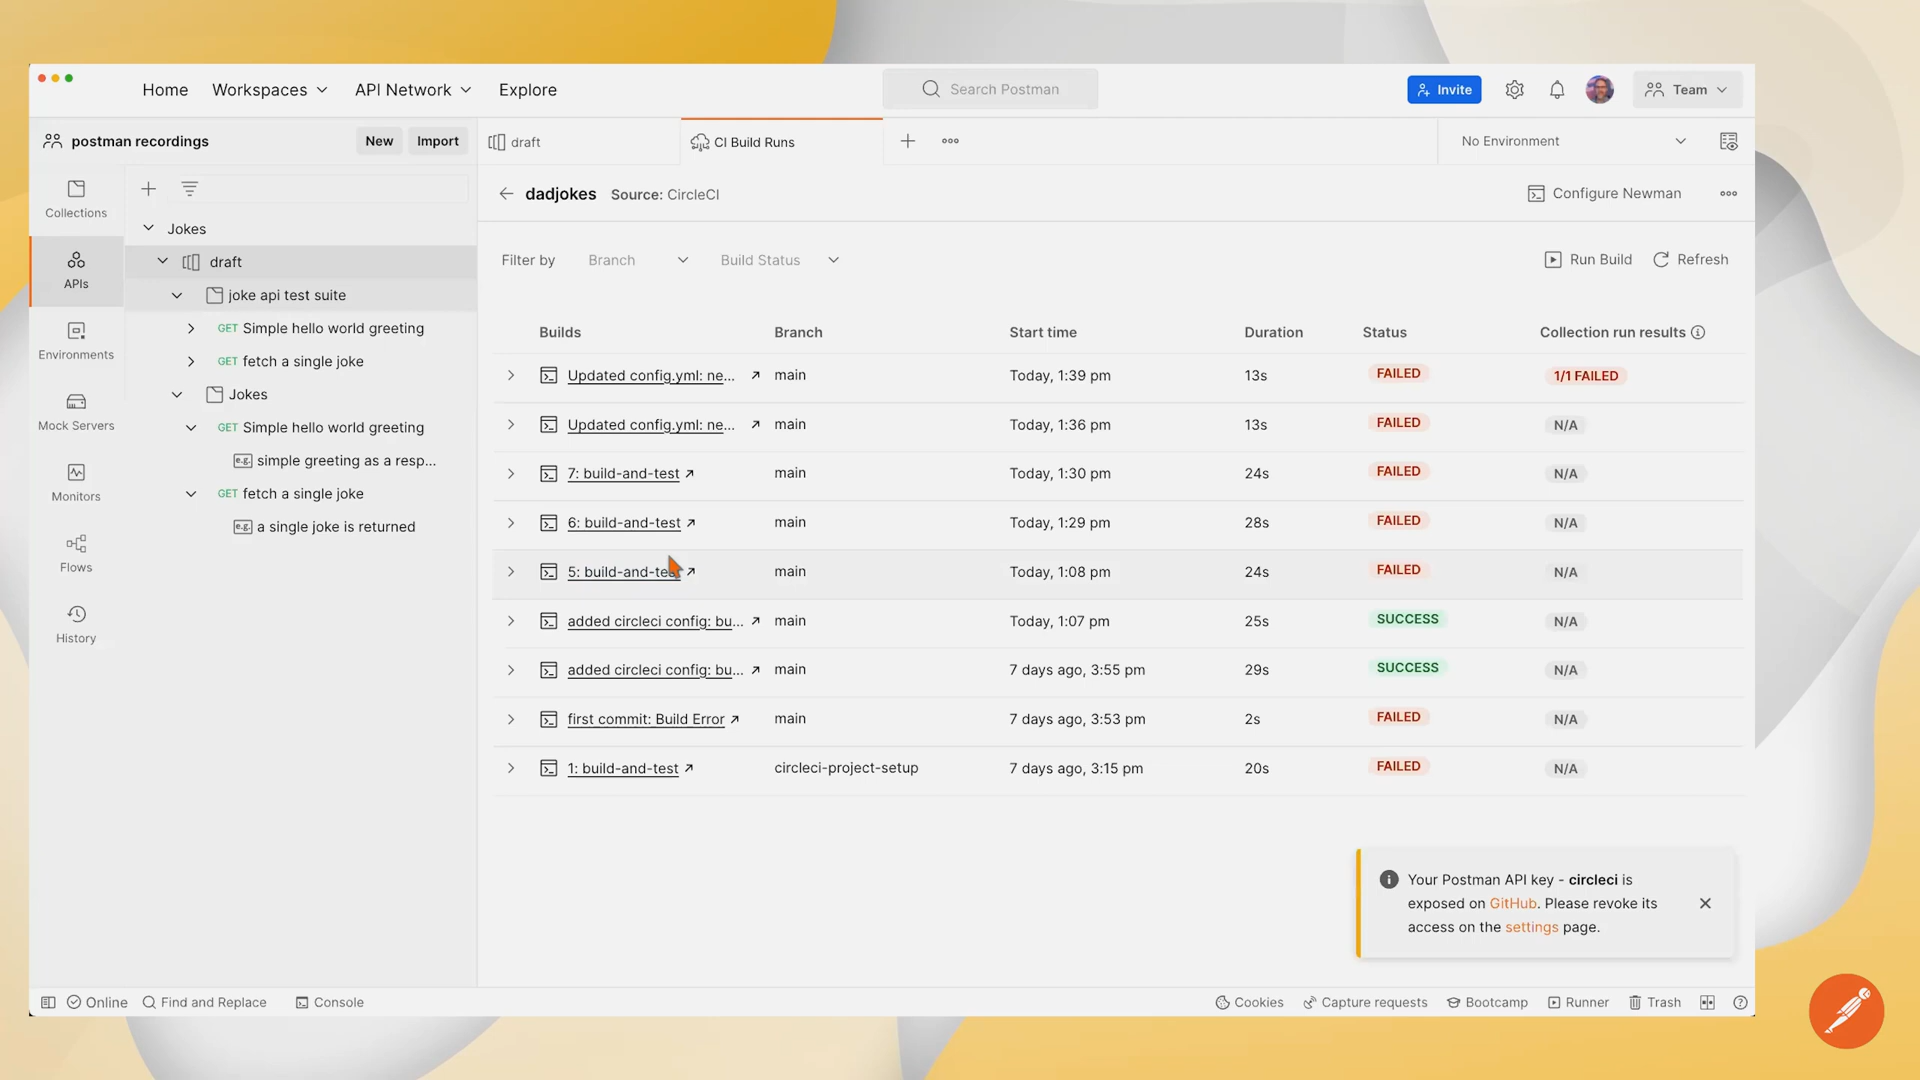 Home Workspaces API Network Explore Search Postman Invite Team
postman recordings New Import draft CI Build Runs No Environment
dadjokes Source: CircleCI Configure Newman
Collections
APIs
Environments
Mock Servers
Monitors
Flows
History
Jokes
draft
joke api test suite
GET Simple hello world greeting
GET fetch a single joke
Jokes
GET Simple hello world greeting
e.g. simple greeting as a resp...
GET fetch a single joke
e.g. a single joke is returned
Filter by Branch Build Status Run Build Refresh
Builds Branch Start time Duration Status Collection run results
Updated config.yml: ne... main Today, 1:39 pm 13s FAILED 1/1 FAILED
Updated config.yml: ne... main Today, 1:36 pm 13s FAILED N/A
7: build-and-test main Today, 1:30 pm 24s FAILED N/A
6: build-and-test main Today, 1:29 pm 28s FAILED N/A
5: build-and-test main Today, 1:08 pm 24s FAILED N/A
added circleci config: bu... main Today, 1:07 pm 25s SUCCESS N/A
added circleci config: bu... main 7 days ago, 3:55 pm 29s SUCCESS N/A
first commit: Build Error main 7 days ago, 3:53 pm 2s FAILED N/A
1: build-and-test circleci-project-setup 7 days ago, 3:15 pm 20s FAILED N/A
Your Postman API key - circleci is
exposed on GitHub. Please revoke its
access on the settings page.
Online Find and Replace Console Cookies Capture requests Bootcamp Runner Trash